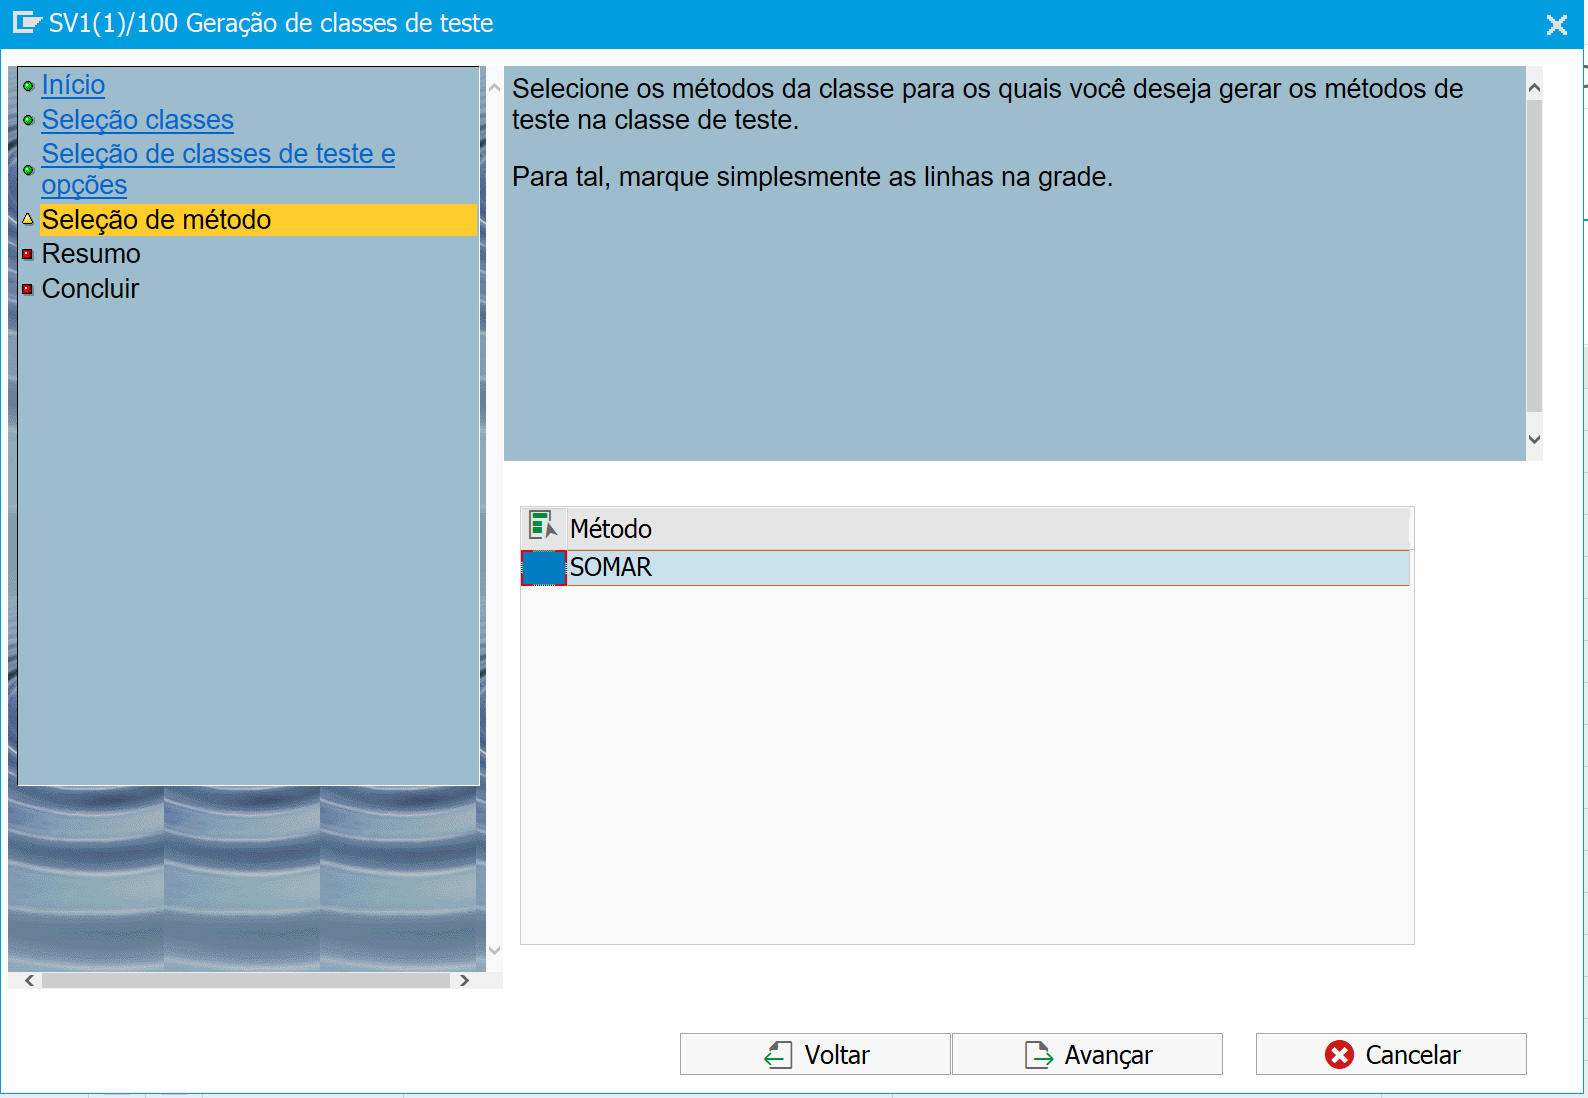 SV1(1)/100 Geração de classes de teste
Início
Seleção classes
Seleção de classes de teste e
opções
Seleção de método
Resumo
Concluir
Selecione os métodos da classe para os quais você deseja gerar os métodos de
teste na classe de teste.
Para tal, marque simplesmente as linhas na grade.
Método
SOMAR
Voltar
Avançar
Cancelar